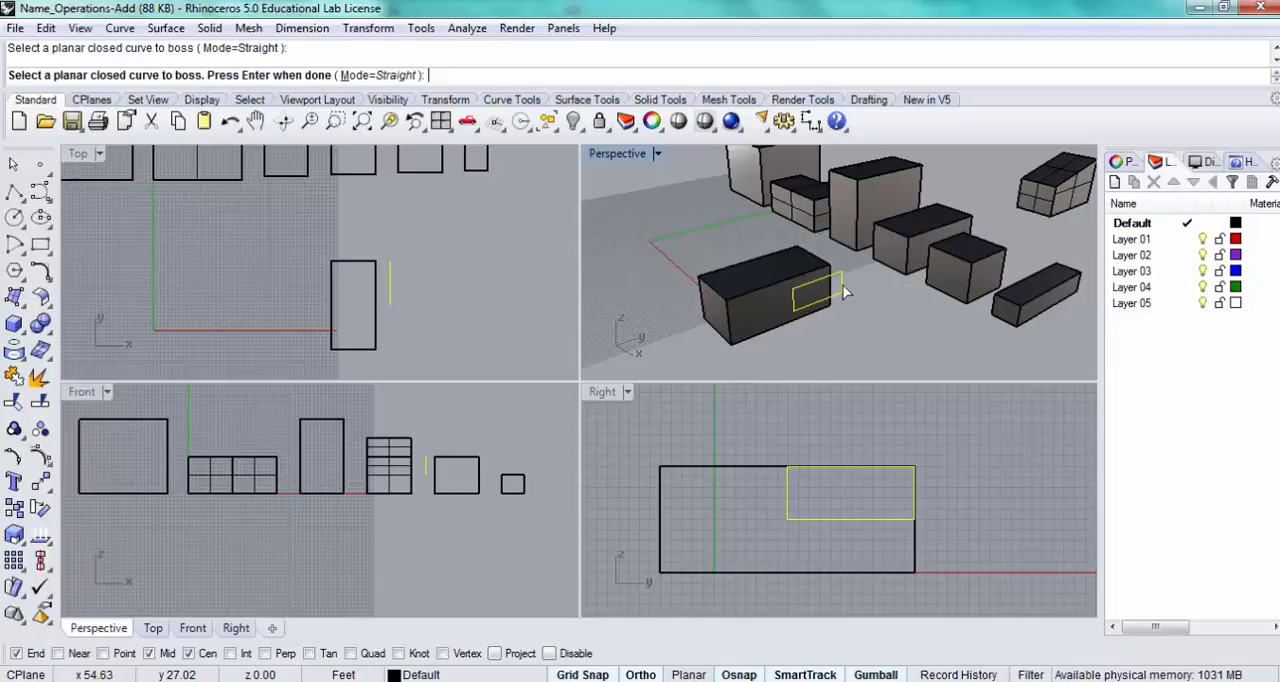 Name_Operations-Add (88 KB) - Rhinoceros 5.0 Educational Lab License
File Edit View Curve Surface Solid Mesh Dimension Transform Tools Analyze Render Panels Help
Select a planar closed curve to boss ( Mode=Straight ):
Select a planar closed curve to boss. Press Enter when done ( Mode=Straight ):
Standard CPlanes Set View Display Select Viewport Layout Visibility Transform Curve Tools Surface Tools Solid Tools Mesh Tools Render Tools Drafting New in V5
Top
Perspective
P... L... Di... H...
Name Materia
Default
Layer 01
Layer 02
Layer 03
Layer 04
Layer 05
y
x
z
y
x
Front
Right
z
x
z
y
Perspective Top Front Right
End Near Point Mid Cen Int Perp Tan Quad Knot Vertex Project Disable
CPlane x 54.63 y 27.02 z 0.00 Feet Default Grid Snap Ortho Planar Osnap SmartTrack Gumball Record History Filter Available physical memory: 1031 MB